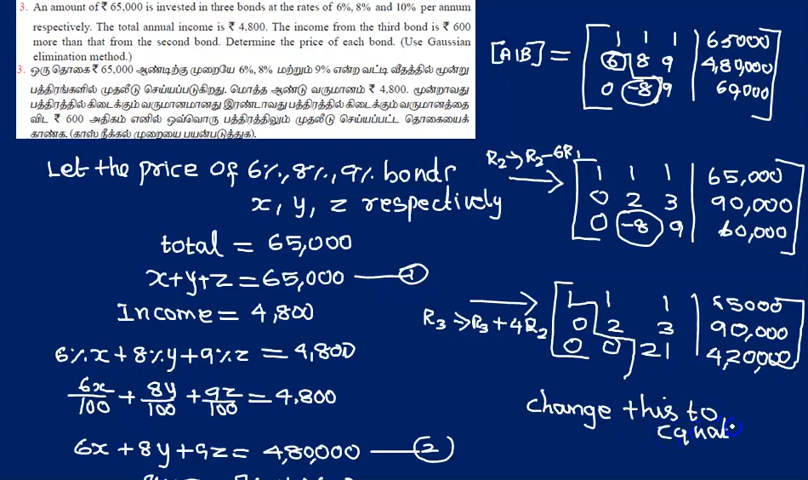 3. An amount of ₹ 65,000 is invested in three bonds at the rates of 6%, 8% and 10% per annum
respectively. The total annual income is ₹ 4,800. The income from the third bond is ₹ 600
more than that from the second bond. Determine the price of each bond. (Use Gaussian
elimination method.)
3. ஒரு தொகை ₹ 65,000 ஆண்டிற்கு முறையே 6%, 8% மற்றும் 9% என்ற வட்டி வீதத்தில் மூன்று
பத்திரங்களில் முதலீடு செய்யப்படுகிறது. மொத்த ஆண்டு வருமானம் ₹ 4,800. மூன்றாவது
பத்திரத்தில் கிடைக்கும் வருமானமானது இரண்டாவது பத்திரத்தில் கிடைக்கும் வருமானத்தை
விட ₹ 600 அதிகம் எனில் ஒவ்வொரு பத்திரத்திலும் முதலீடு செய்யப்பட்ட தொகையைக்
காண்க. (காஸ் நீக்கல் முறையை பயன்படுத்துக).
Let the price of 6%, 8%, 9% bonds
x, y, z respectively
total = 65,000
x+y+z = 65,000 — ①
Income = 4,800
6% x + 8% y + 9% z = 4,800
6x/100 + 8y/100 + 9z/100 = 4,800
6x + 8y + 9z = 4,80,000 — ②
[A|B] =
1 1 1 | 65000
6 8 9 | 4,80,000
0 -8 9 | 60,000
R2 → R2 - 6R1
1 1 1 | 65,000
0 2 3 | 90,000
0 -8 9 | 60,000
R3 → R3 + 4R2
1 1 1 | 65000
0 2 3 | 90,000
0 0 21 | 4,20,000
change this to
equat